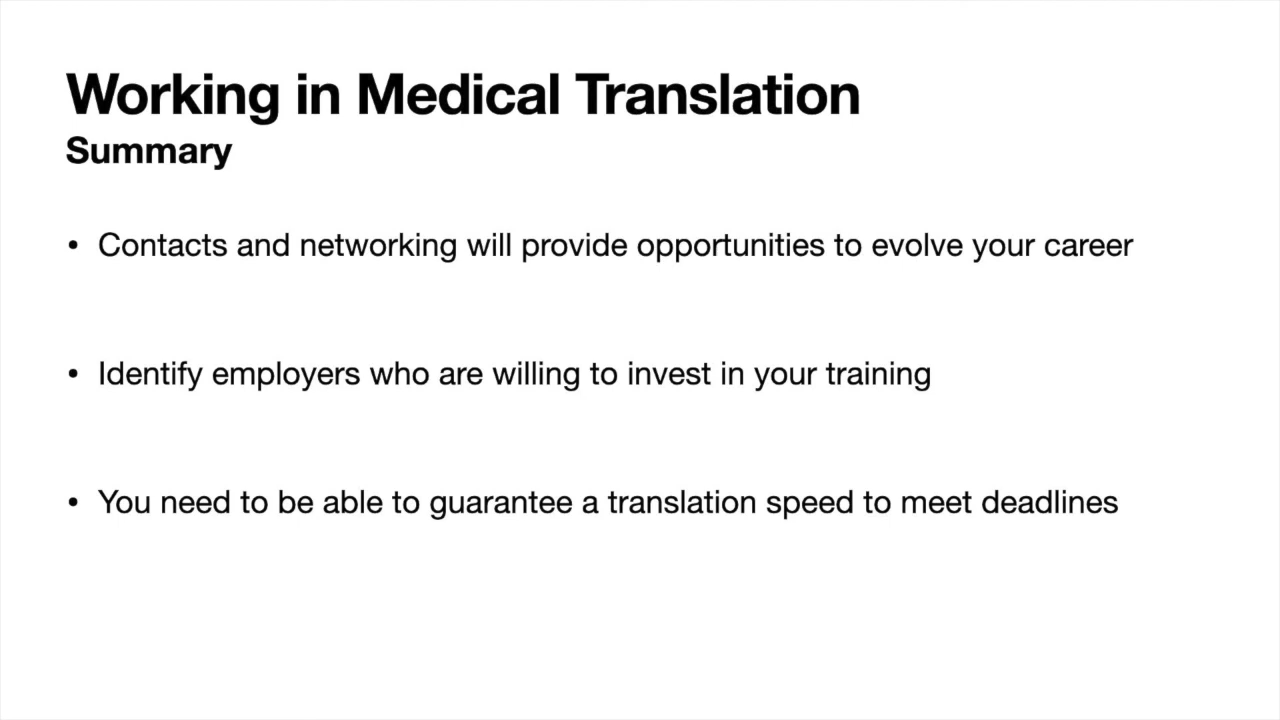 Working in Medical Translation
Summary
• Contacts and networking will provide opportunities to evolve your career
• Identify employers who are willing to invest in your training
• You need to be able to guarantee a translation speed to meet deadlines